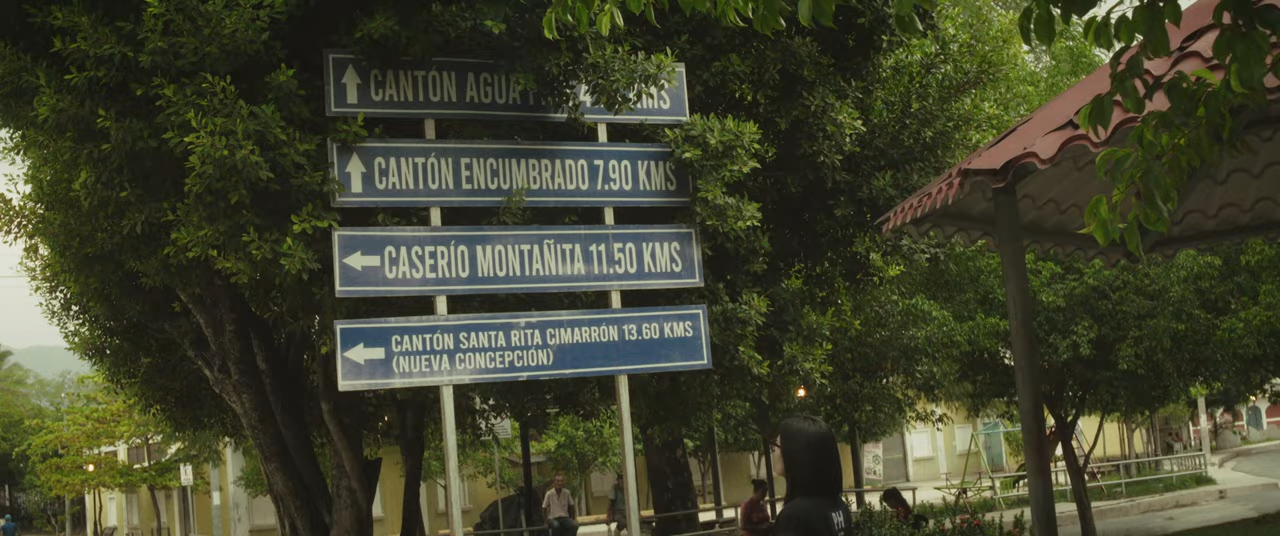 CANTÓN AGUA KMS
CANTÓN ENCUMBRADO 7.90 KMS
CASERÍO MONTAÑITA 11.50 KMS
CANTÓN SANTA RITA CIMARRÓN 13.60 KMS
(NUEVA CONCEPCIÓN)